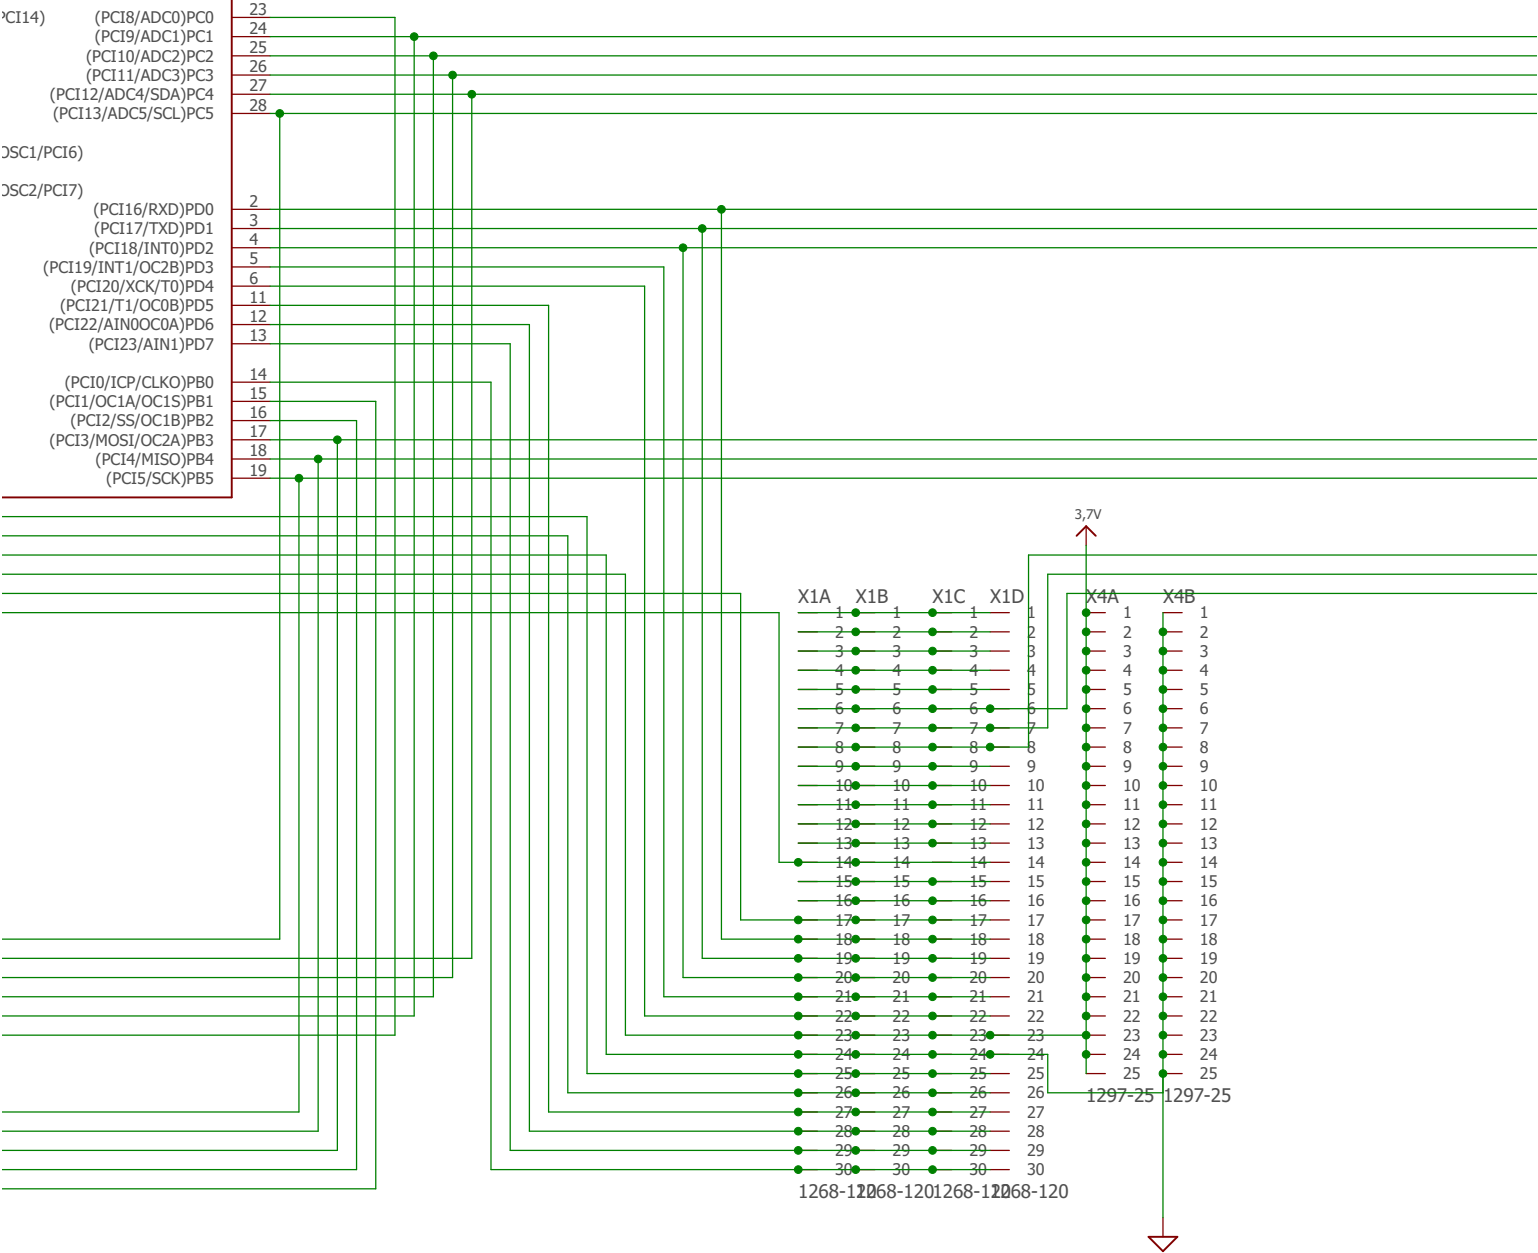 PCI14) (PCI8/ADC0)PC0 23
(PCI9/ADC1)PC1 24
(PCI10/ADC2)PC2 25
(PCI11/ADC3)PC3 26
(PCI12/ADC4/SDA)PC4 27
(PCI13/ADC5/SCL)PC5 28
OSC1/PCI6)
OSC2/PCI7)
(PCI16/RXD)PD0 2
(PCI17/TXD)PD1 3
(PCI18/INT0)PD2 4
(PCI19/INT1/OC2B)PD3 5
(PCI20/XCK/T0)PD4 6
(PCI21/T1/OC0B)PD5 11
(PCI22/AIN0OC0A)PD6 12
(PCI23/AIN1)PD7 13
(PCI0/ICP/CLKO)PB0 14
(PCI1/OC1A/OC1S)PB1 15
(PCI2/SS/OC1B)PB2 16
(PCI3/MOSI/OC2A)PB3 17
(PCI4/MISO)PB4 18
(PCI5/SCK)PB5 19
3,7V
X1A X1B X1C X1D X4A X4B
1 1 1 1 1 1
2 2 2 2 2 2
3 3 3 3 3 3
4 4 4 4 4 4
5 5 5 5 5 5
6 6 6 6 6 6
7 7 7 7 7 7
8 8 8 8 8 8
9 9 9 9 9 9
10 10 10 10 10 10
11 11 11 11 11 11
12 12 12 12 12 12
13 13 13 13 13 13
14 14 14 14 14 14
15 15 15 15 15 15
16 16 16 16 16 16
17 17 17 17 17 17
18 18 18 18 18 18
19 19 19 19 19 19
20 20 20 20 20 20
21 21 21 21 21 21
22 22 22 22 22 22
23 23 23 23 23 23
24 24 24 24 24 24
25 25 25 25 25 25
26 26 26 26 1297-25 1297-25
27 27 27 27
28 28 28 28
29 29 29 29
30 30 30 30
1268-120 1268-120 1268-120 1268-120